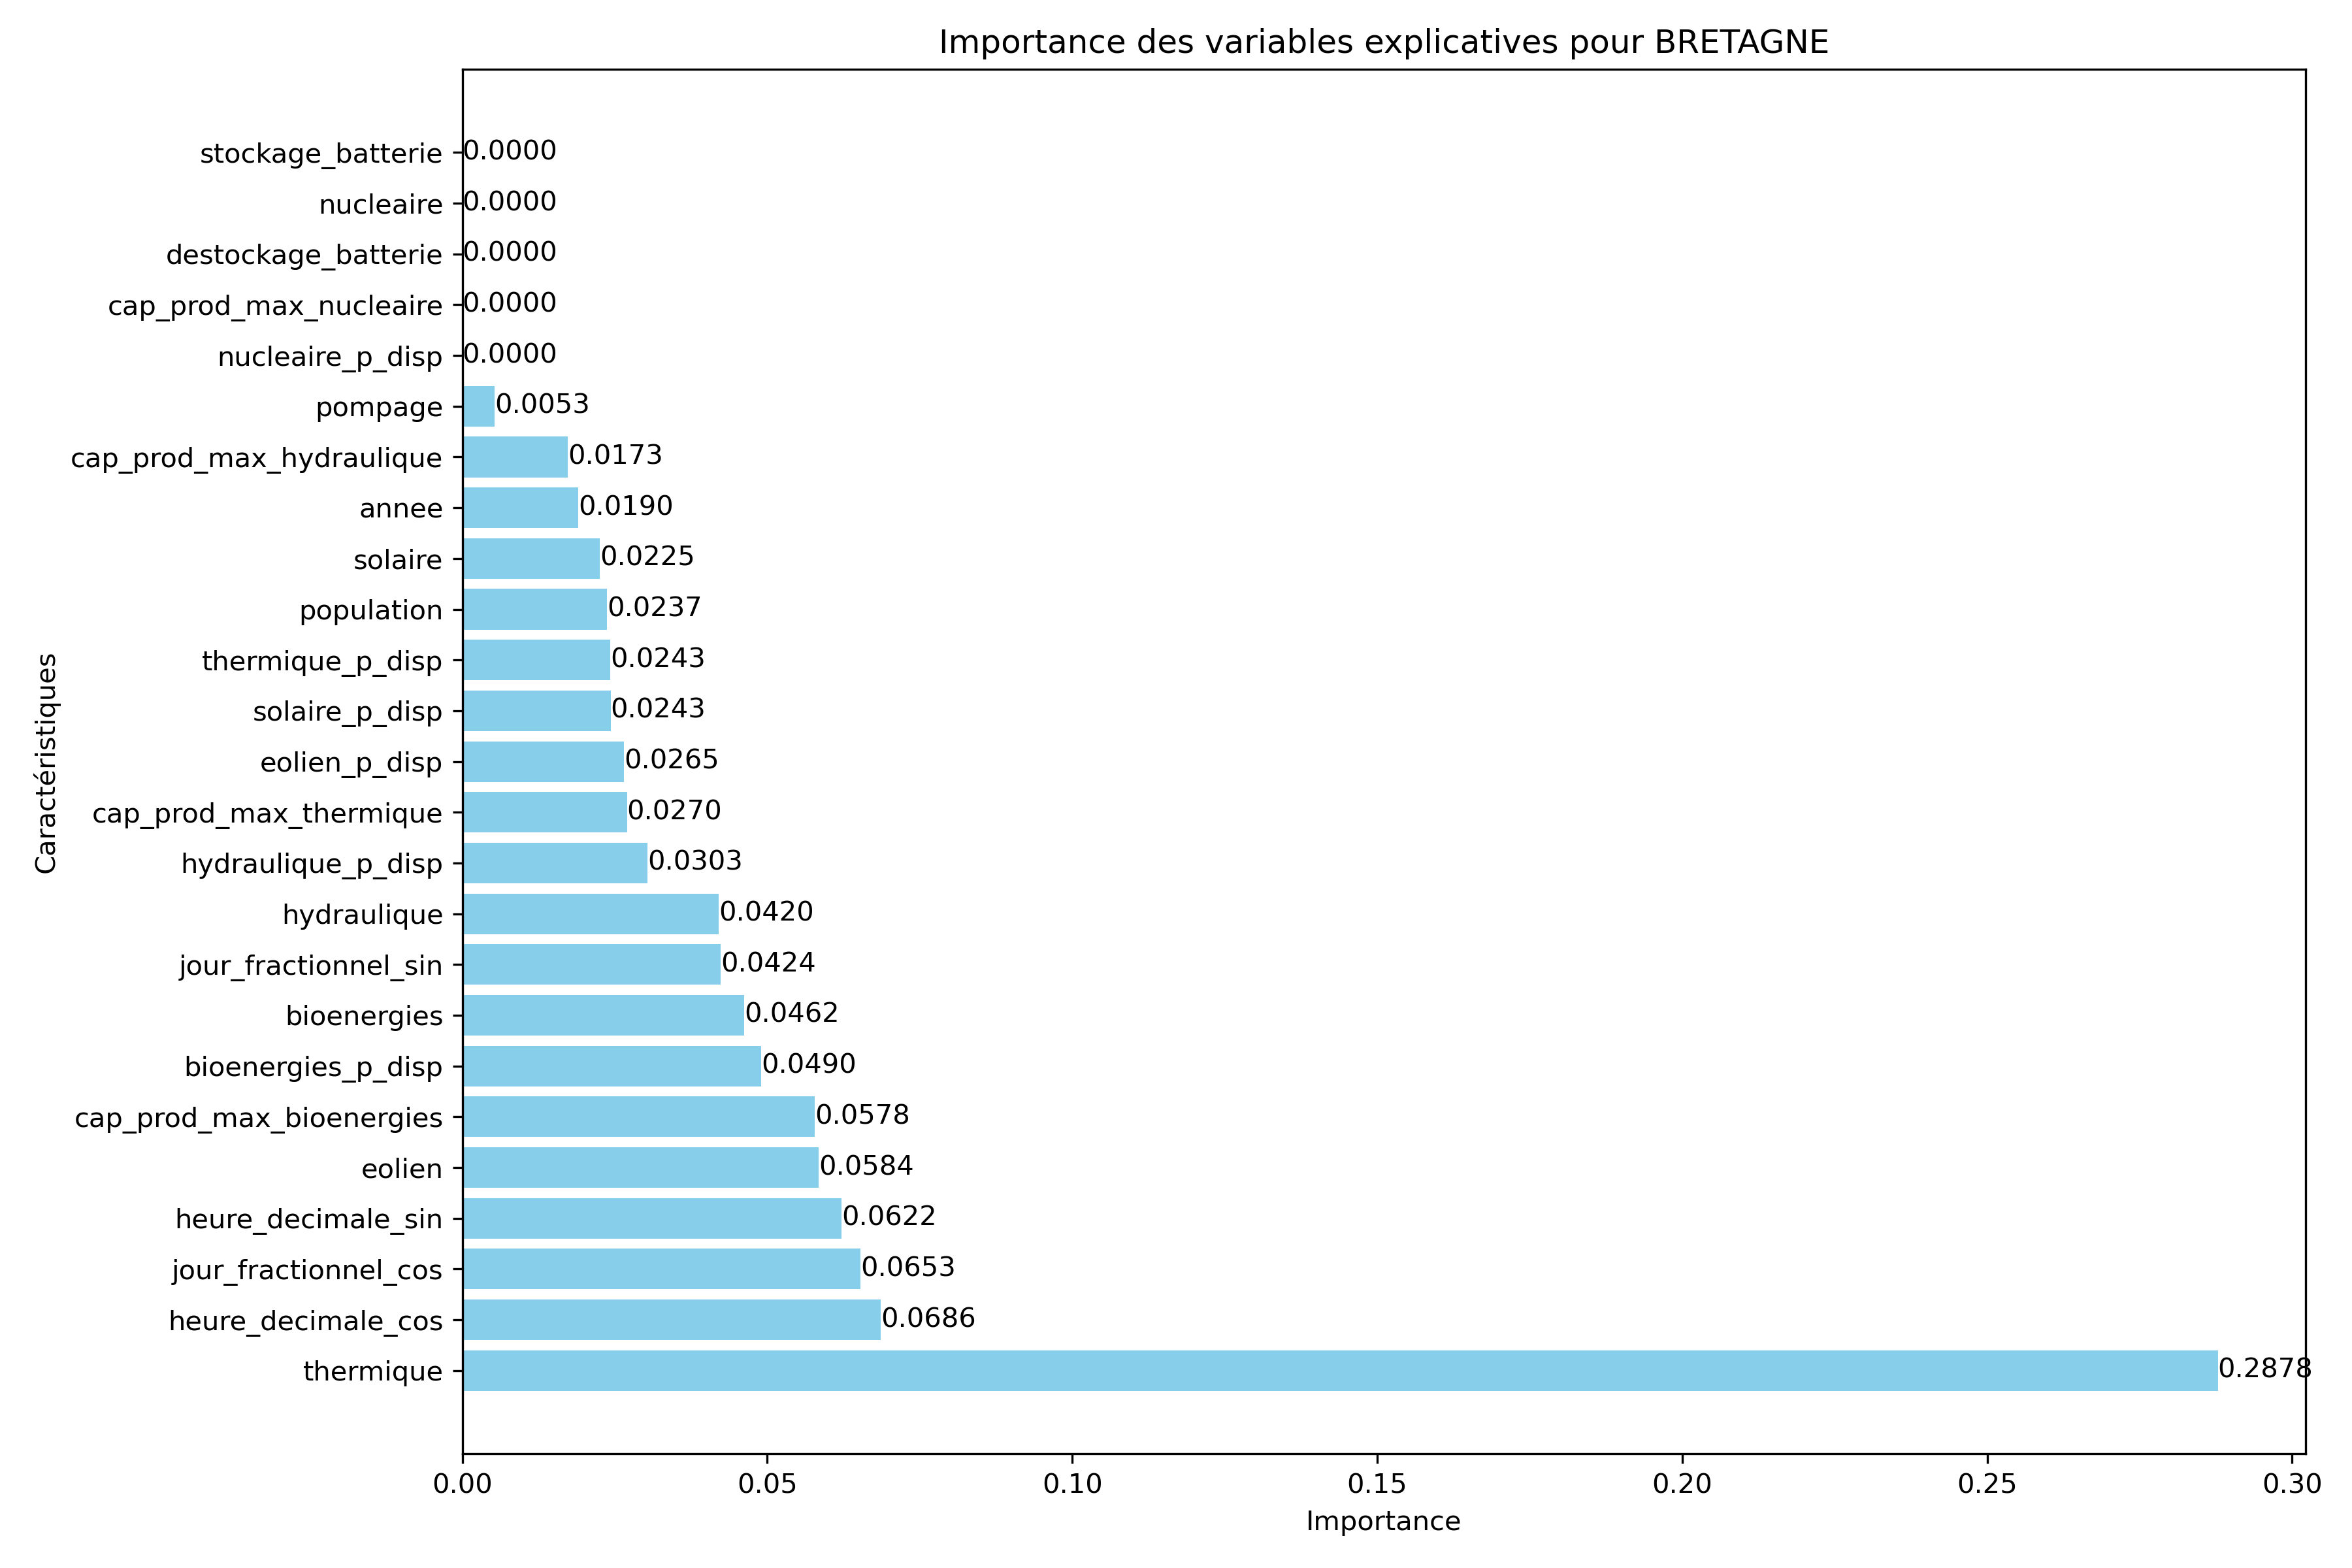 Importance des variables explicatives pour BRETAGNE
Caractéristiques
stockage_batterie 0.0000
nucleaire 0.0000
destockage_batterie 0.0000
cap_prod_max_nucleaire 0.0000
nucleaire_p_disp 0.0000
pompage 0.0053
cap_prod_max_hydraulique 0.0173
annee 0.0190
solaire 0.0225
population 0.0237
thermique_p_disp 0.0243
solaire_p_disp 0.0243
eolien_p_disp 0.0265
cap_prod_max_thermique 0.0270
hydraulique_p_disp 0.0303
hydraulique 0.0420
jour_fractionnel_sin 0.0424
bioenergies 0.0462
bioenergies_p_disp 0.0490
cap_prod_max_bioenergies 0.0578
eolien 0.0584
heure_decimale_sin 0.0622
jour_fractionnel_cos 0.0653
heure_decimale_cos 0.0686
thermique 0.2878
0.00 0.05 0.10 0.15 0.20 0.25 0.30
Importance